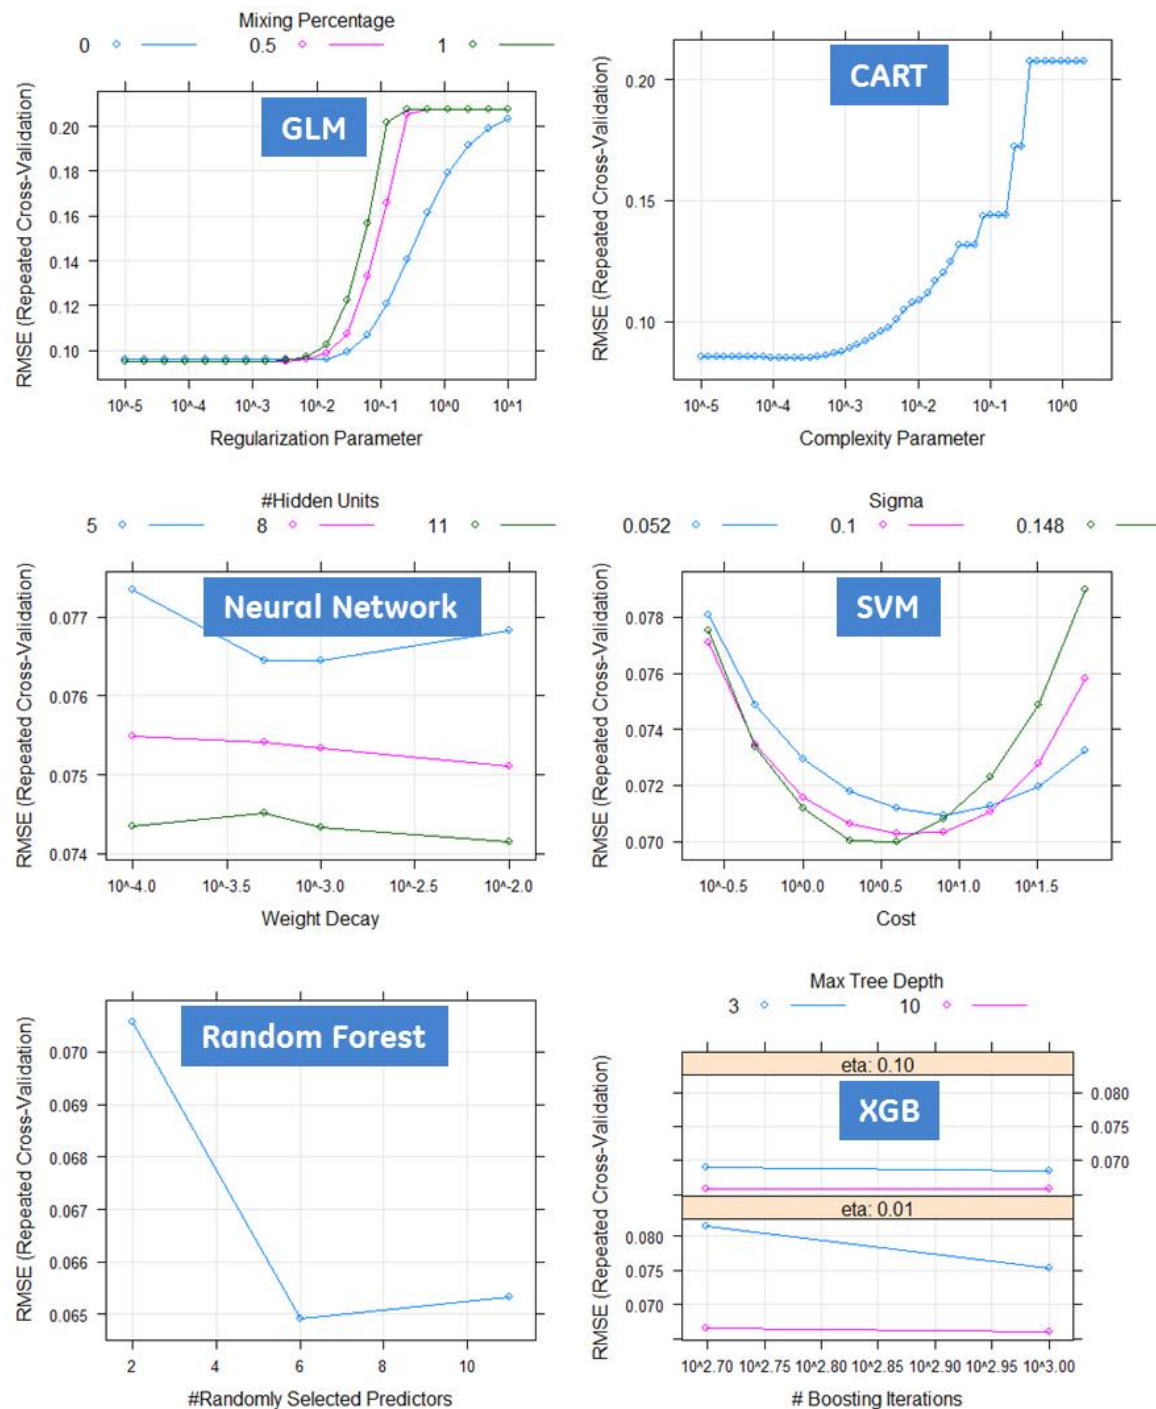 Mixing Percentage
0 0.5 1
GLM
RMSE (Repeated Cross-Validation)
0.20
0.18
0.16
0.14
0.12
0.10
10^-5 10^-4 10^-3 10^-2 10^-1 10^0 10^1
Regularization Parameter
CART
RMSE (Repeated Cross-Validation)
0.20
0.15
0.10
10^-5 10^-4 10^-3 10^-2 10^-1 10^0
Complexity Parameter
#Hidden Units
5 8 11
Neural Network
RMSE (Repeated Cross-Validation)
0.077
0.076
0.075
0.074
10^-4.0 10^-3.5 10^-3.0 10^-2.5 10^-2.0
Weight Decay
Sigma
0.052 0.1 0.148
SVM
RMSE (Repeated Cross-Validation)
0.078
0.076
0.074
0.072
0.070
10^-0.5 10^0.0 10^0.5 10^1.0 10^1.5
Cost
Random Forest
RMSE (Repeated Cross-Validation)
0.070
0.069
0.068
0.067
0.066
0.065
2 4 6 8 10
#Randomly Selected Predictors
Max Tree Depth
3 10
eta: 0.10
XGB
RMSE (Repeated Cross-Validation)
0.080
0.075
0.070
eta: 0.01
0.080
0.075
0.070
10^2.70 10^2.75 10^2.80 10^2.85 10^2.90 10^2.95 10^3.00
# Boosting Iterations